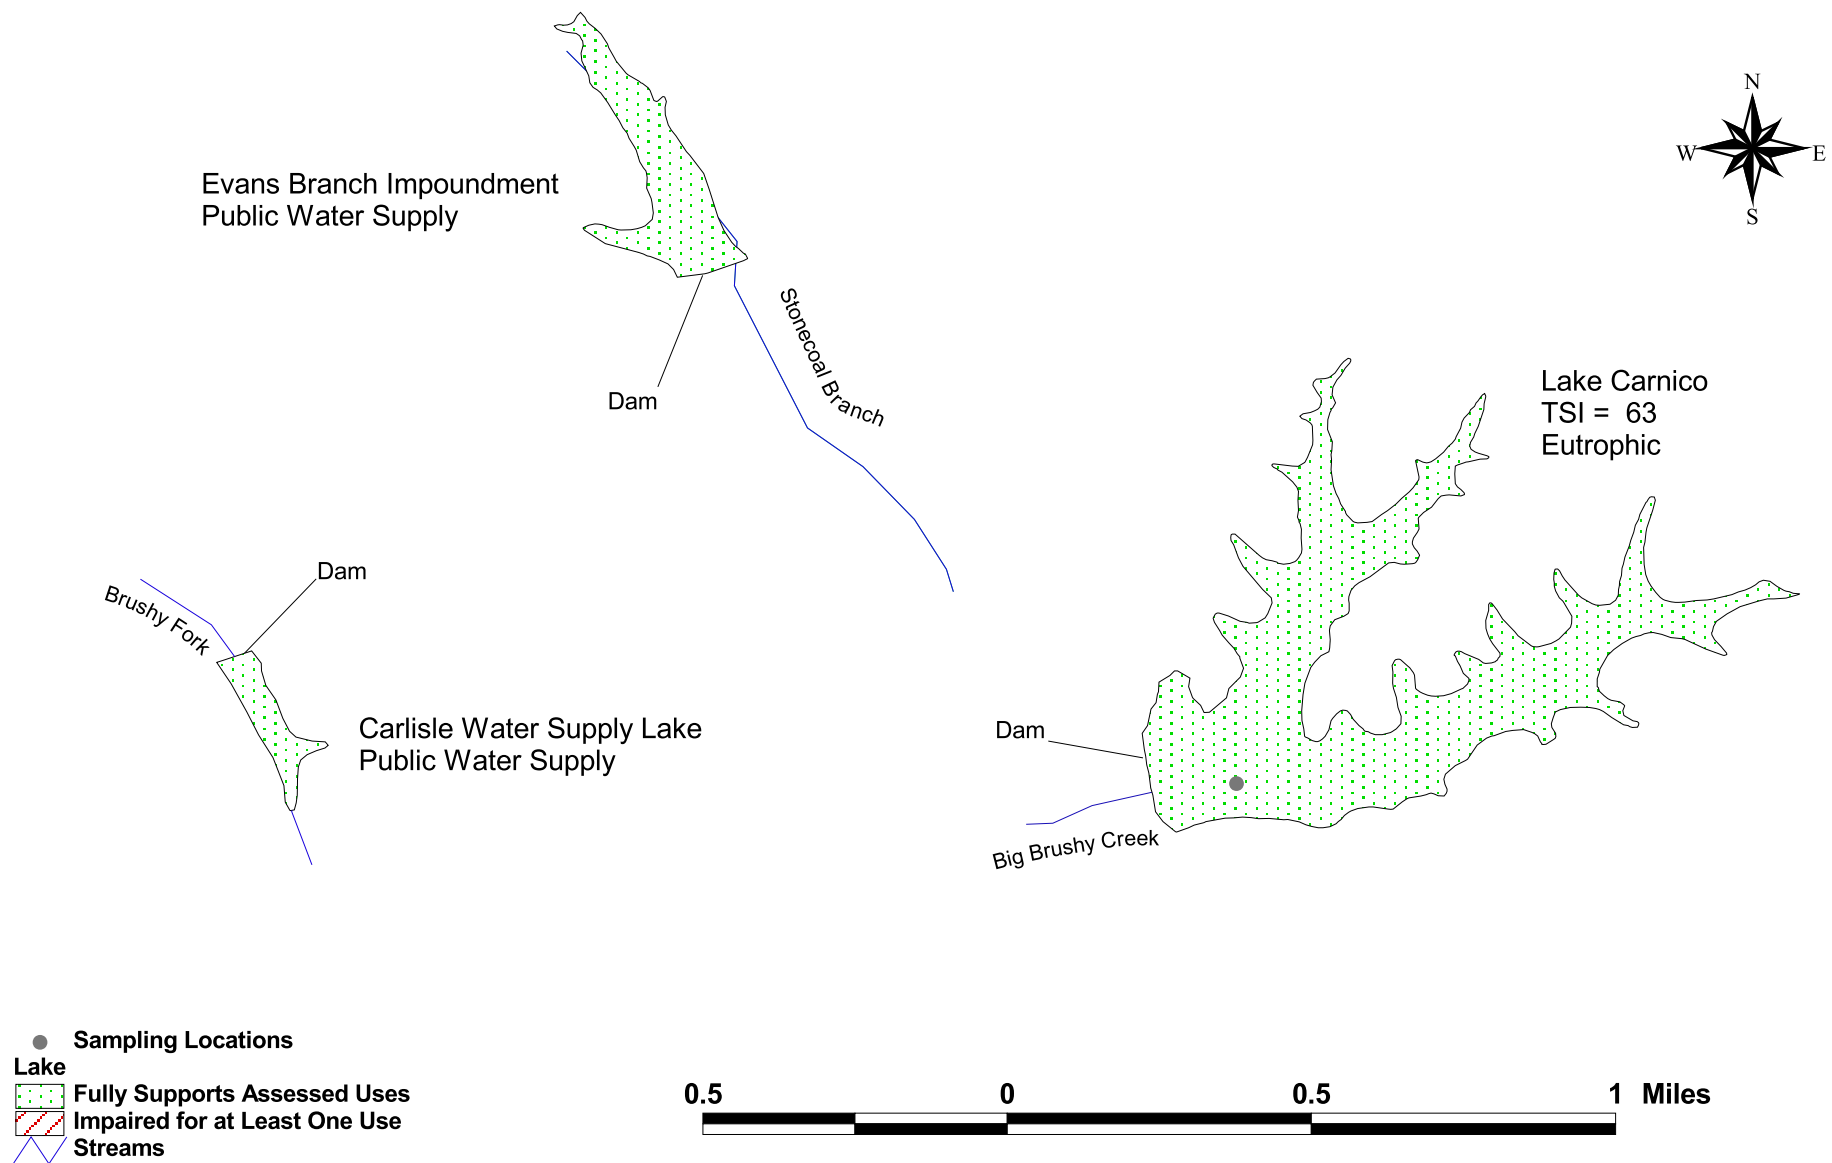 N
W E
S
Evans Branch Impoundment
Public Water Supply
Stonecoal Branch
Dam
Lake Carnico
TSI = 63
Eutrophic
Dam
Brushy Fork
Carlisle Water Supply Lake
Public Water Supply
Dam
Big Brushy Creek
Sampling Locations
Lake
Fully Supports Assessed Uses
Impaired for at Least One Use
Streams
0.5 0 0.5 1 Miles